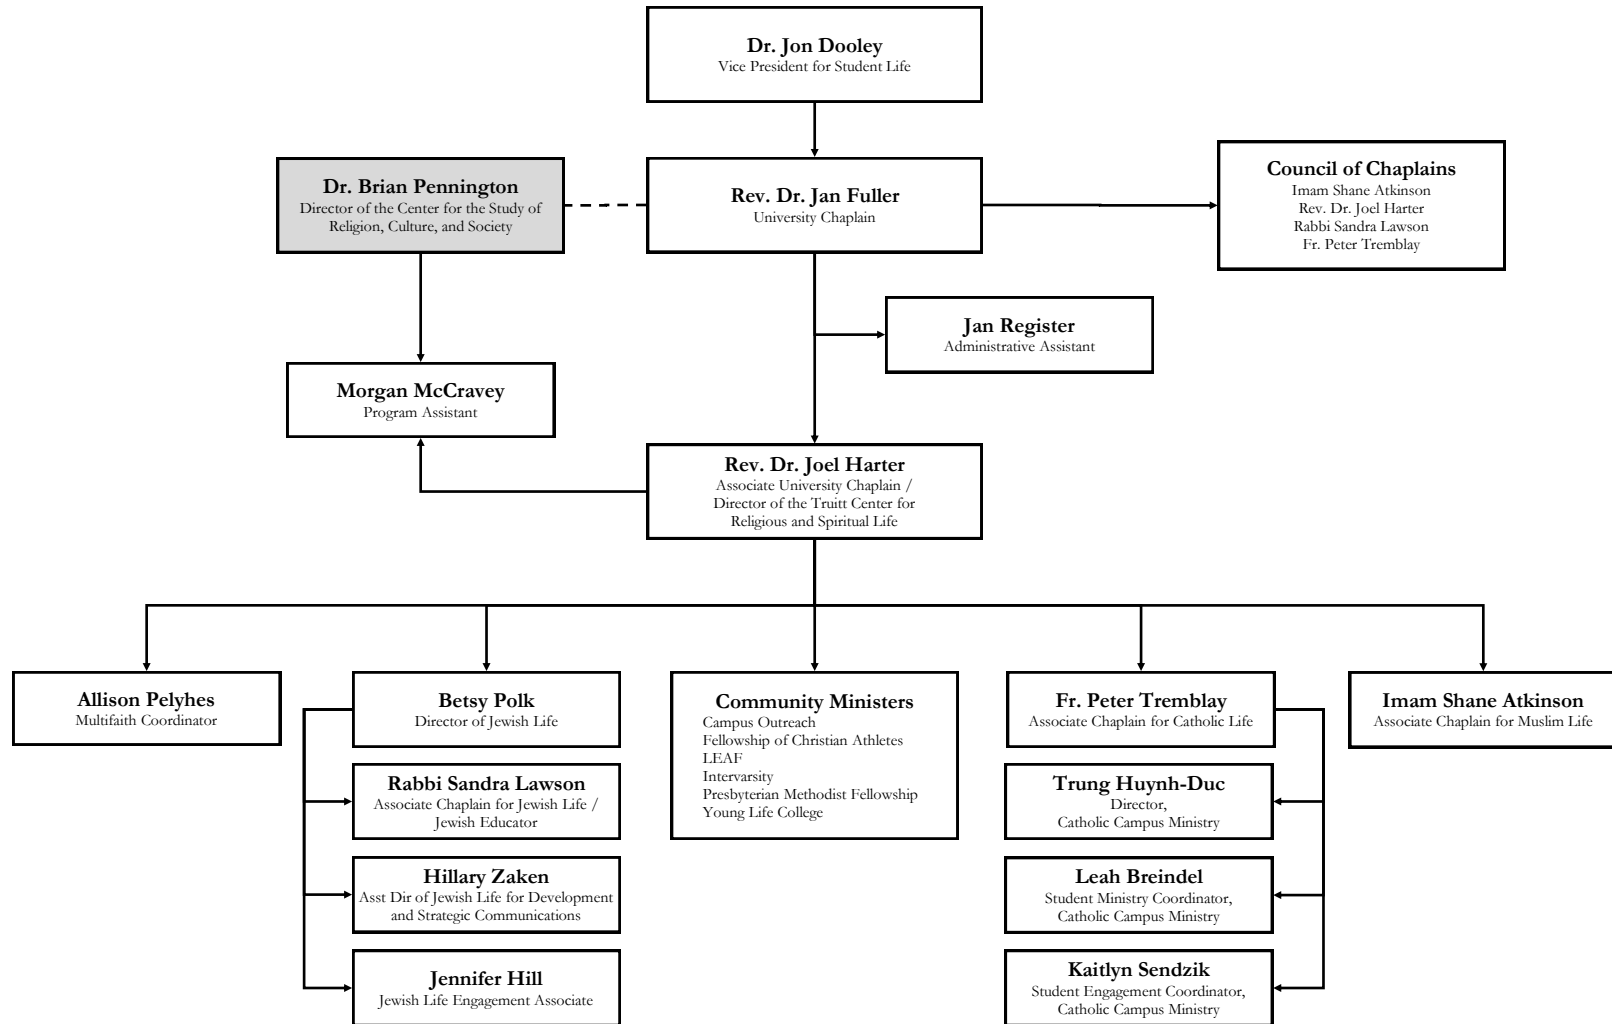 Dr. Jon Dooley
Vice President for Student Life
Dr. Brian Pennington
Director of the Center for the Study of
Religion, Culture, and Society
Rev. Dr. Jan Fuller
University Chaplain
Council of Chaplains
Imam Shane Atkinson
Rev. Dr. Joel Harter
Rabbi Sandra Lawson
Fr. Peter Tremblay
Jan Register
Administrative Assistant
Morgan McCravey
Program Assistant
Rev. Dr. Joel Harter
Associate University Chaplain /
Director of the Truitt Center for
Religious and Spiritual Life
Allison Pelyhes
Multifaith Coordinator
Betsy Polk
Director of Jewish Life
Rabbi Sandra Lawson
Associate Chaplain for Jewish Life /
Jewish Educator
Hillary Zaken
Asst Dir of Jewish Life for Development
and Strategic Communications
Jennifer Hill
Jewish Life Engagement Associate
Community Ministers
Campus Outreach
Fellowship of Christian Athletes
LEAF
Intervarsity
Presbyterian Methodist Fellowship
Young Life College
Fr. Peter Tremblay
Associate Chaplain for Catholic Life
Trung Huynh-Duc
Director,
Catholic Campus Ministry
Leah Breindel
Student Ministry Coordinator,
Catholic Campus Ministry
Kaitlyn Sendzik
Student Engagement Coordinator,
Catholic Campus Ministry
Imam Shane Atkinson
Associate Chaplain for Muslim Life